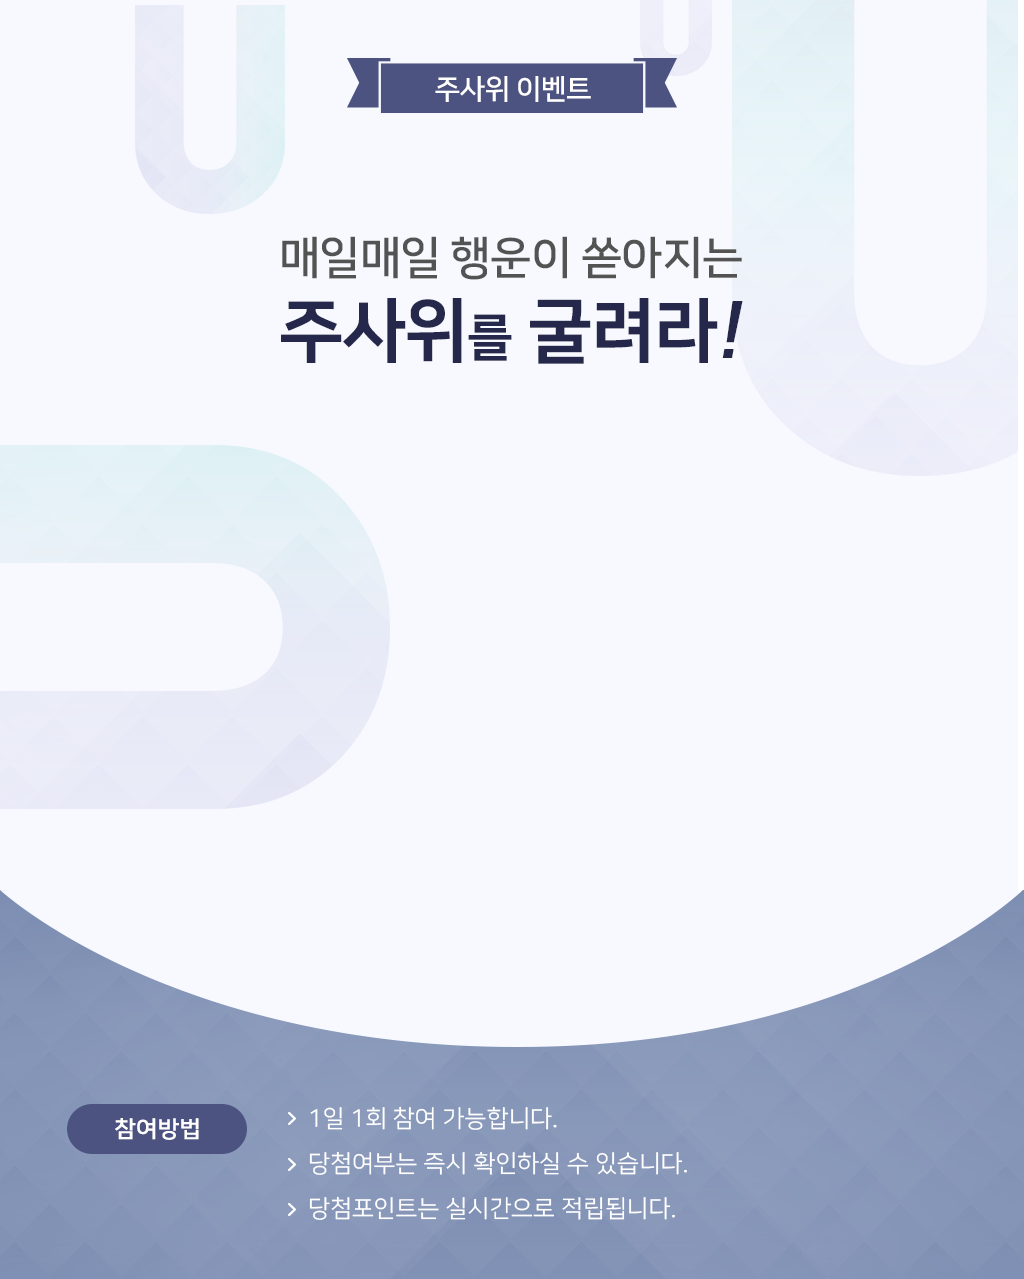 주사위 이벤트
매일매일 행운이 쏟아지는
주사위를 굴려라!
참여방법
1일 1회 참여 가능합니다.
당첨여부는 즉시 확인하실 수 있습니다.
당첨포인트는 실시간으로 적립됩니다.